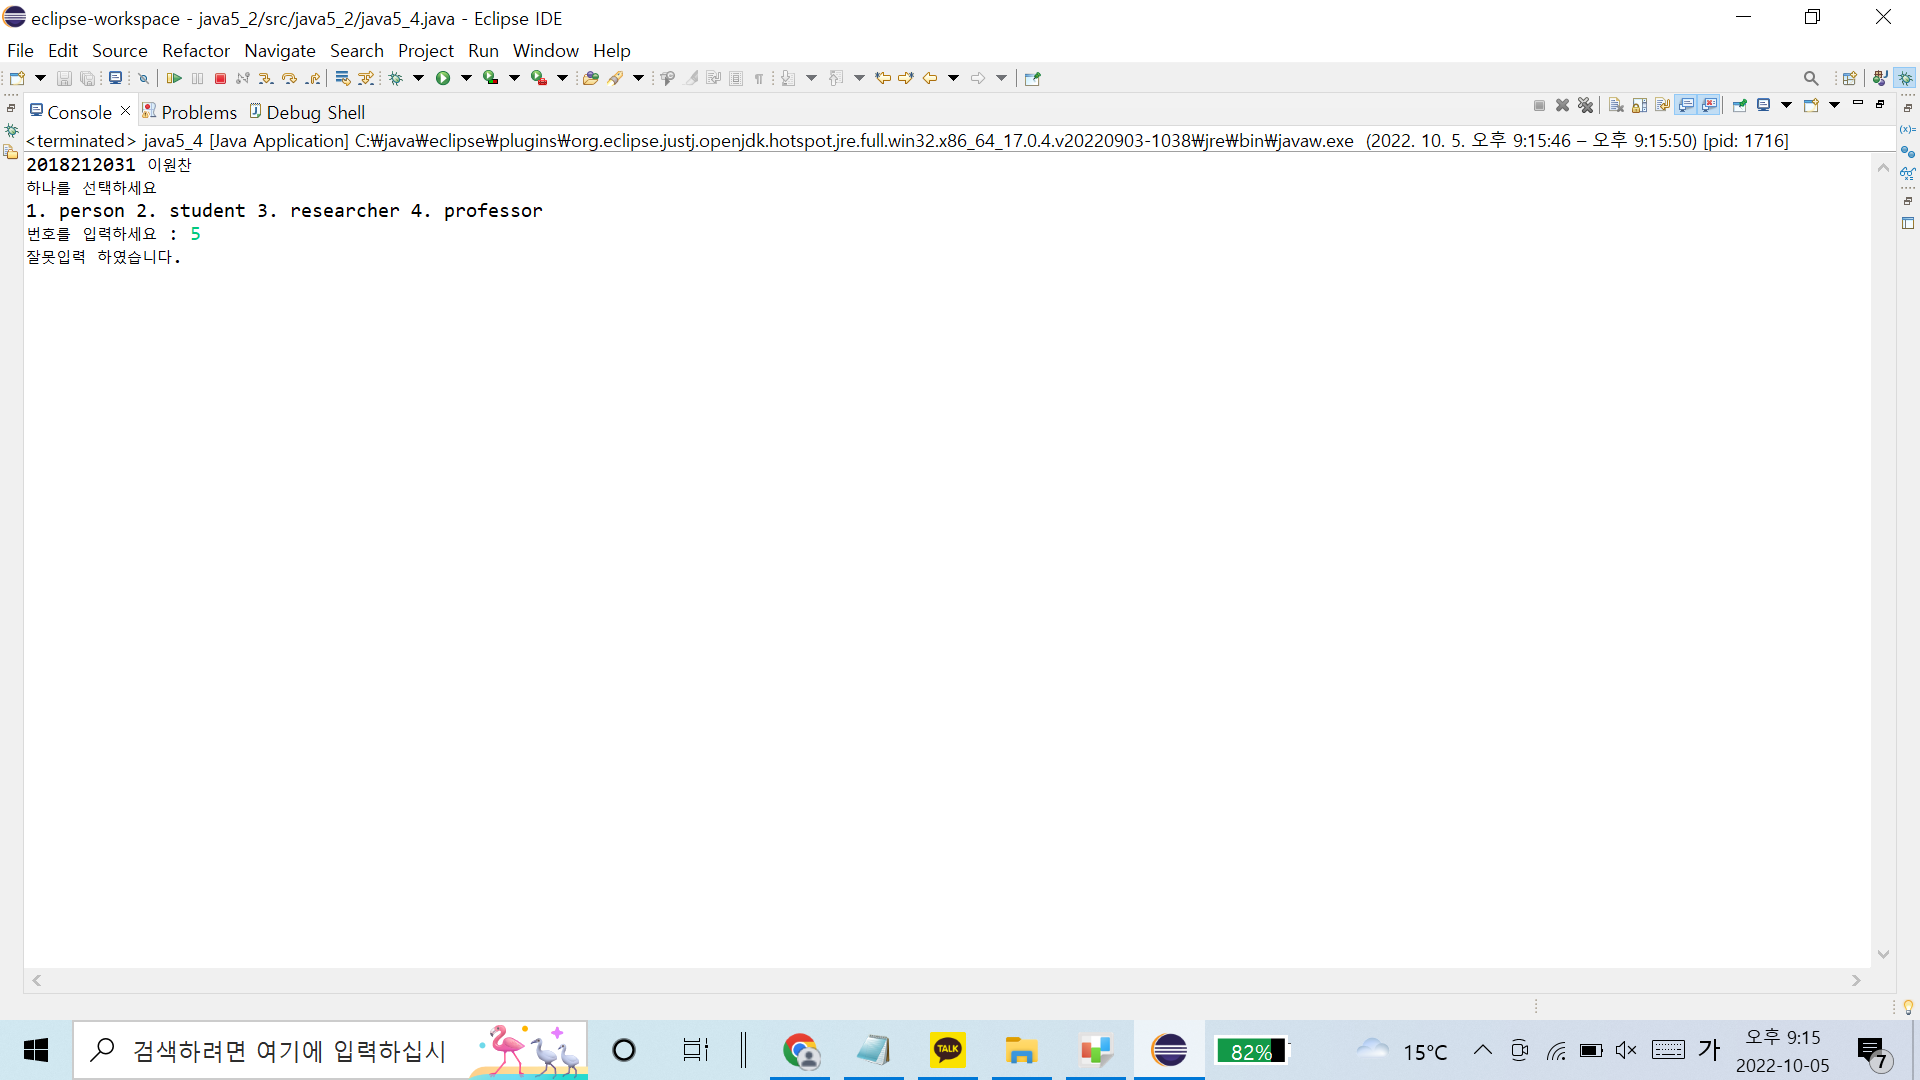 eclipse-workspace - java5_2/src/java5_2/java5_4.java - Eclipse IDE
File Edit Source Refactor Navigate Search Project Run Window Help
Console Problems Debug Shell
<terminated> java5_4 [Java Application] C:₩java₩eclipse₩plugins₩org.eclipse.justj.openjdk.hotspot.jre.full.win32.x86_64_17.0.4.v20220903-1038₩jre₩bin₩javaw.exe (2022. 10. 5. 오후 9:15:46 – 오후 9:15:50) [pid: 1716]
2018212031 이원찬
하나를 선택하세요
1. person 2. student 3. researcher 4. professor
번호를 입력하세요 : 5
잘못입력 하였습니다.
검색하려면 여기에 입력하십시
TALK
82%
15°C
가
오후 9:15
2022-10-05
7